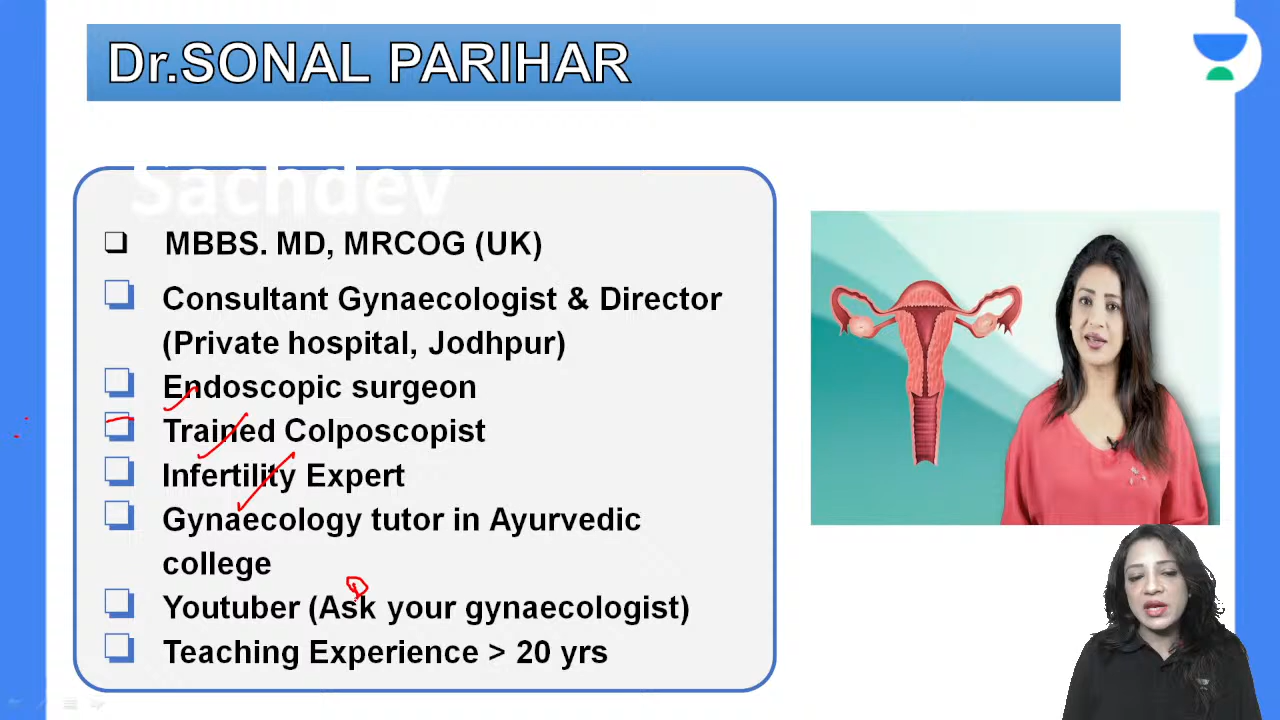 Dr.SONAL PARIHAR
Sachdev
MBBS. MD, MRCOG (UK)
Consultant Gynaecologist & Director
(Private hospital, Jodhpur)
Endoscopic surgeon
Trained Colposcopist
Infertility Expert
Gynaecology tutor in Ayurvedic
college
Youtuber (Ask your gynaecologist)
Teaching Experience > 20 yrs